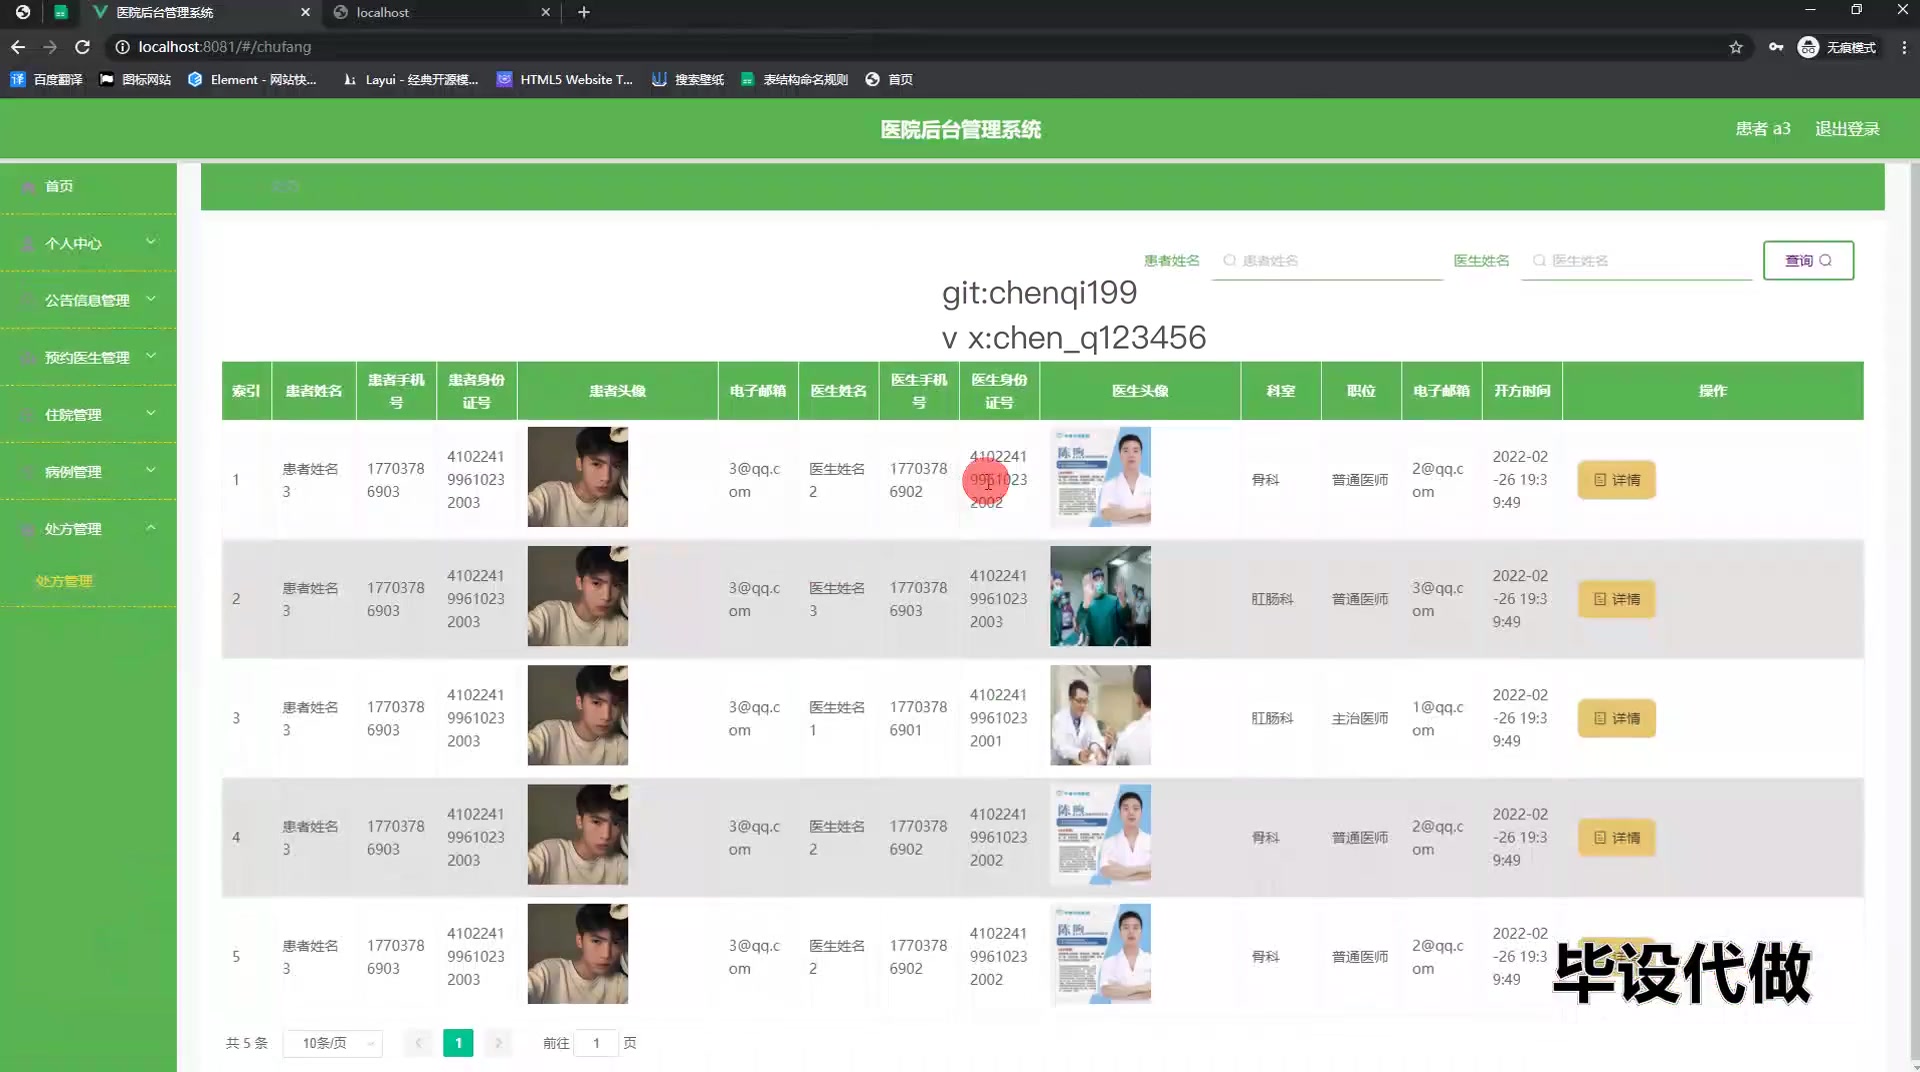 医院后台管理系统
localhost
localhost:8081/#/chufang
无痕模式
百度翻译
图标网站
Element - 网站快...
Layui - 经典开源模...
HTML5 Website T...
搜索壁纸
表结构命名规则
首页
医院后台管理系统
患者 a3
退出登录
首页
个人中心
公告信息管理
预约医生管理
住院管理
病例管理
处方管理
处方管理
患者姓名
患者姓名
医生姓名
医生姓名
查询
git:chenqi199
v x:chen_q123456
索引 患者姓名 患者手机号 患者身份证号 患者头像 电子邮箱 医生姓名 医生手机号 医生身份证号 医生头像 科室 职位 电子邮箱 开方时间 操作
1 患者姓名3 17703786903 410224199610232003 3@qq.com 医生姓名2 17703786902 410224199610232002 陈煦 骨科 普通医师 2@qq.com 2022-02-26 19:39:49 详情
2 患者姓名3 17703786903 410224199610232003 3@qq.com 医生姓名3 17703786903 410224199610232003 肛肠科 普通医师 3@qq.com 2022-02-26 19:39:49 详情
3 患者姓名3 17703786903 410224199610232003 3@qq.com 医生姓名1 17703786901 410224199610232001 肛肠科 主治医师 1@qq.com 2022-02-26 19:39:49 详情
4 患者姓名3 17703786903 410224199610232003 3@qq.com 医生姓名2 17703786902 410224199610232002 陈煦 骨科 普通医师 2@qq.com 2022-02-26 19:39:49 详情
5 患者姓名3 17703786903 410224199610232003 3@qq.com 医生姓名2 17703786902 410224199610232002 陈煦 骨科 普通医师 2@qq.com 2022-02-26 19:39:49
毕设代做
共 5 条 10条/页 1 前往 1 页